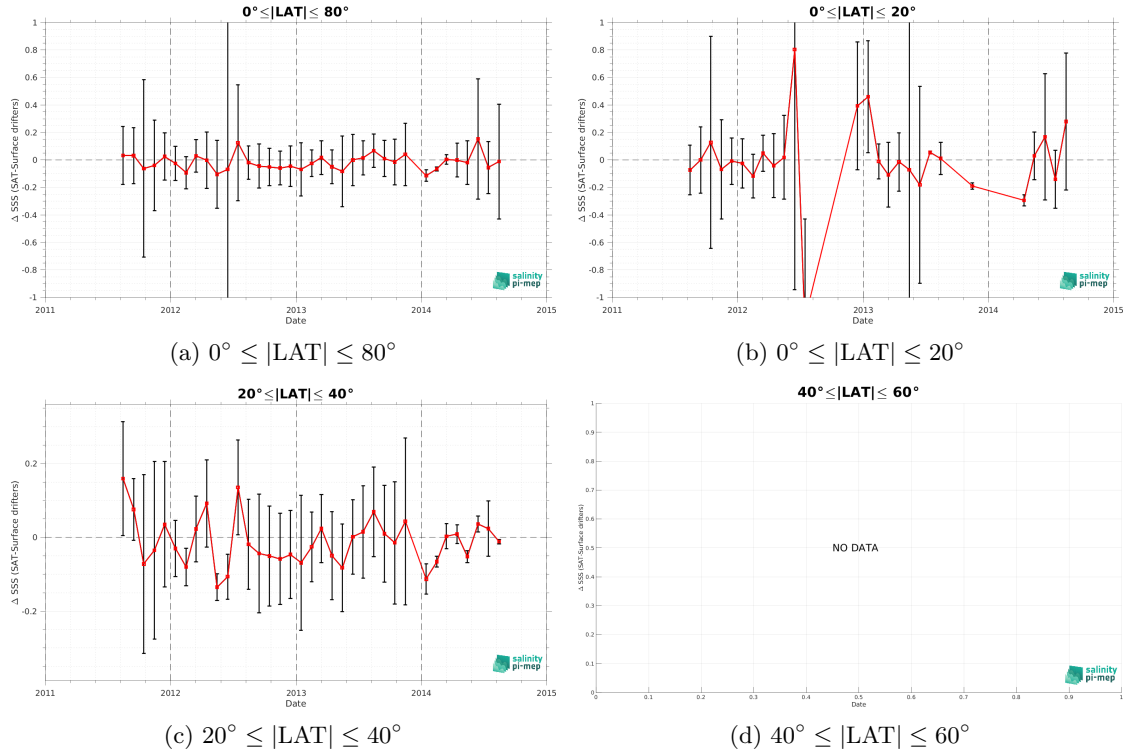 0°≤|LAT|≤ 80°
Δ SSS (SAT-Surface drifters)
1
0.8
0.6
0.4
0.2
0
-0.2
-0.4
-0.6
-0.8
-1
2011 2012 2013 2014 2015
Date
salinity
pi-mep
(a) 0° ≤ |LAT| ≤ 80°
0°≤|LAT|≤ 20°
Δ SSS (SAT-Surface drifters)
1
0.8
0.6
0.4
0.2
0
-0.2
-0.4
-0.6
-0.8
-1
2011 2012 2013 2014 2015
Date
salinity
pi-mep
(b) 0° ≤ |LAT| ≤ 20°
20°≤|LAT|≤ 40°
Δ SSS (SAT-Surface drifters)
0.2
0
-0.2
2011 2012 2013 2014 2015
Date
salinity
pi-mep
(c) 20° ≤ |LAT| ≤ 40°
40°≤|LAT|≤ 60°
Δ SSS (SAT-Surface drifters)
1
0.9
0.8
0.7
0.6
0.5
0.4
0.3
0.2
0.1
0
NO DATA
0 0.1 0.2 0.3 0.4 0.5 0.6 0.7 0.8 0.9 1
Date
salinity
pi-mep
(d) 40° ≤ |LAT| ≤ 60°